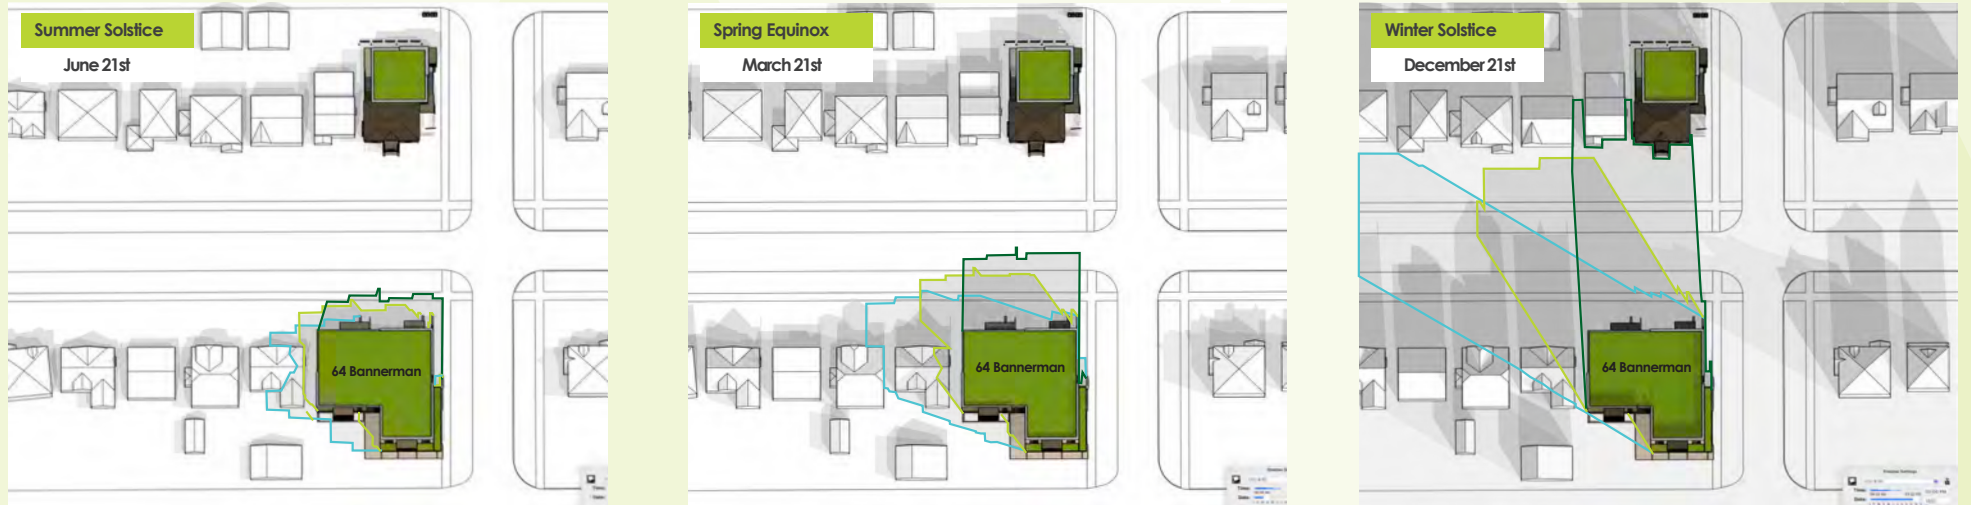 Summer Solstice
June 21st
64 Bannerman
Spring Equinox
March 21st
64 Bannerman
Winter Solstice
December 21st
64 Bannerman